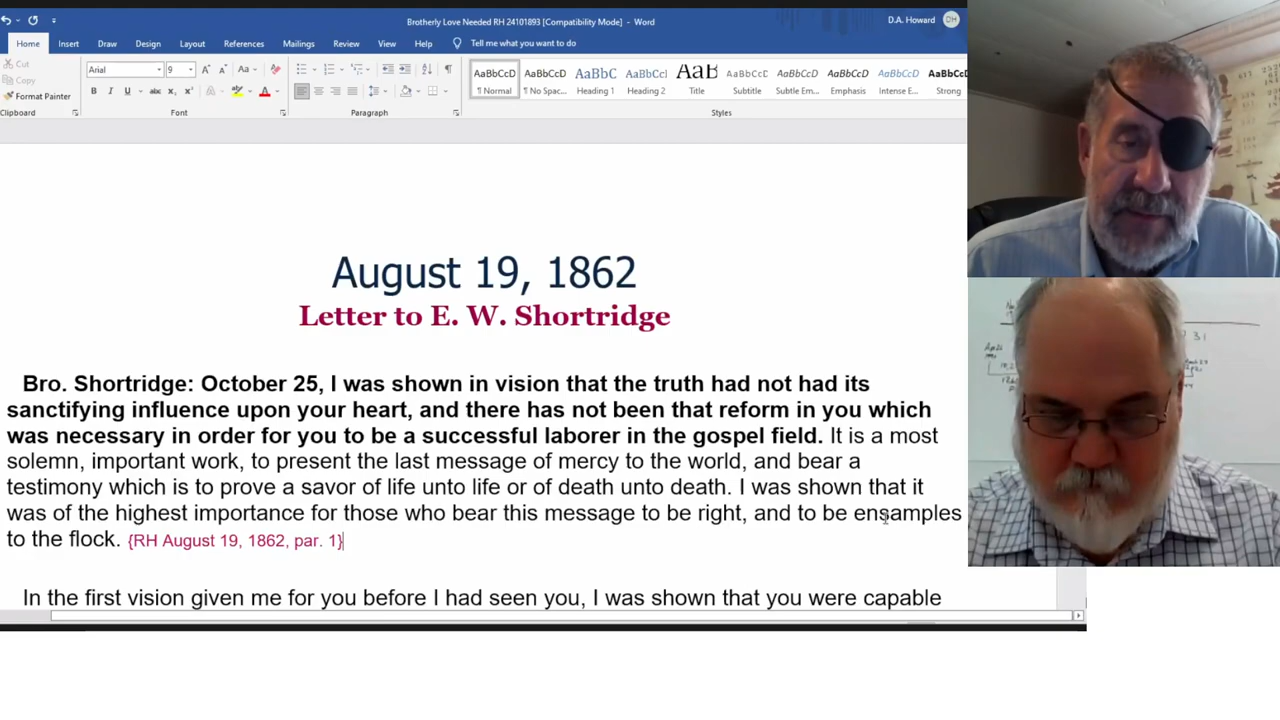 Brotherly Love Needed RH 24101893 [Compatibility Mode] - Word
D.A. Howard
DH
Home Insert Draw Design Layout References Mailings Review View Help Tell me what you want to do
Cut
Copy
Format Painter
Clipboard
Arial 9
Font
Paragraph
AaBbCcD AaBbCcD AaBbC AaBbCcI AaB AaBbCcD AaBbCcD AaBbCcD AaBbCcD AaBbCcD
¶ Normal ¶ No Spac... Heading 1 Heading 2 Title Subtitle Subtle Em... Emphasis Intense E... Strong
Styles
August 19, 1862
Letter to E. W. Shortridge
Bro. Shortridge: October 25, I was shown in vision that the truth had not had its
sanctifying influence upon your heart, and there has not been that reform in you which
was necessary in order for you to be a successful laborer in the gospel field. It is a most
solemn, important work, to present the last message of mercy to the world, and bear a
testimony which is to prove a savor of life unto life or of death unto death. I was shown that it
was of the highest importance for those who bear this message to be right, and to be ensamples
to the flock. {RH August 19, 1862, par. 1}
In the first vision given me for you before I had seen you, I was shown that you were capable